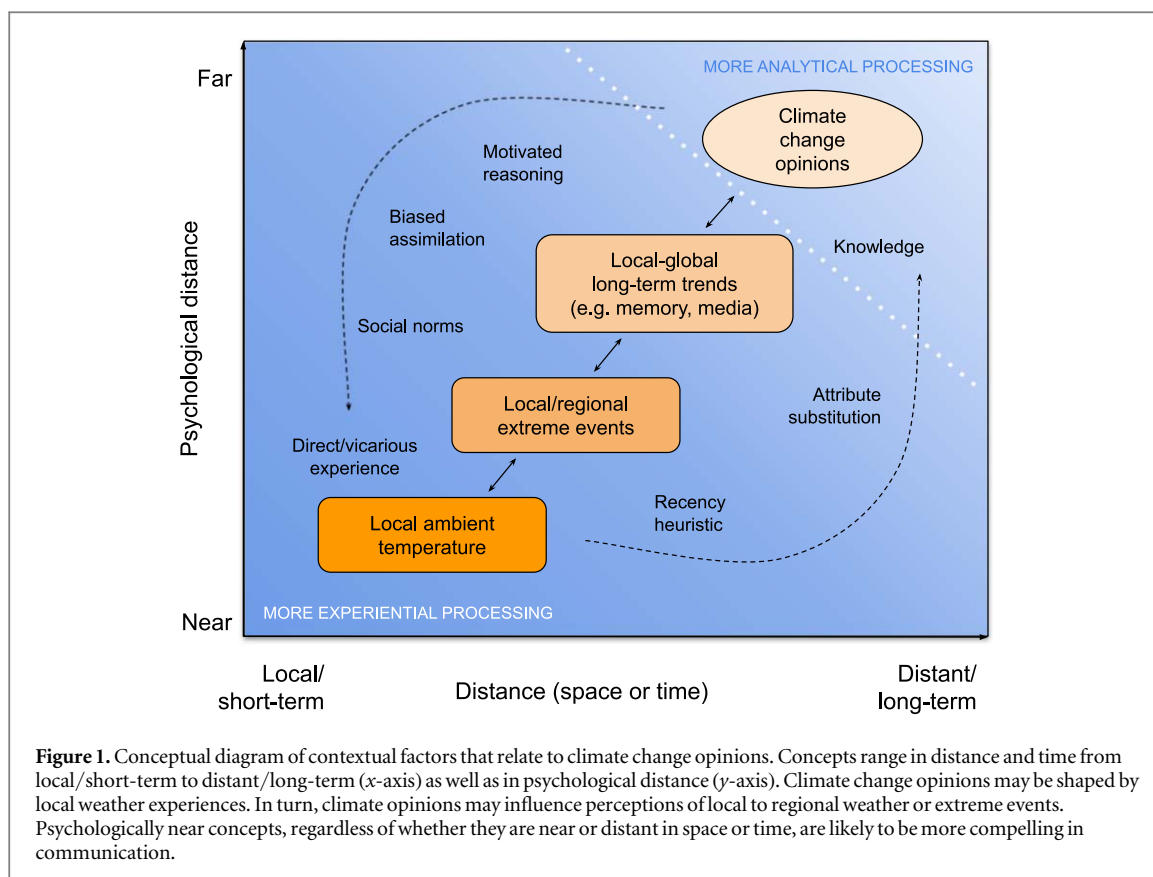 Far
MORE ANALYTICAL PROCESSING
Climate
change
opinions
Motivated
reasoning
Biased
assimilation
Knowledge
Local-global
long-term trends
(e.g. memory, media)
Psychological distance
Social norms
Local/regional
extreme events
Attribute
substitution
Direct/vicarious
experience
Recency
heuristic
Local ambient
temperature
MORE EXPERIENTIAL PROCESSING
Near
Local/
short-term
Distance (space or time)
Distant/
long-term
Figure 1. Conceptual diagram of contextual factors that relate to climate change opinions. Concepts range in distance and time from
local/short-term to distant/long-term (x-axis) as well as in psychological distance (y-axis). Climate change opinions may be shaped by
local weather experiences. In turn, climate opinions may influence perceptions of local to regional weather or extreme events.
Psychologically near concepts, regardless of whether they are near or distant in space or time, are likely to be more compelling in
communication.